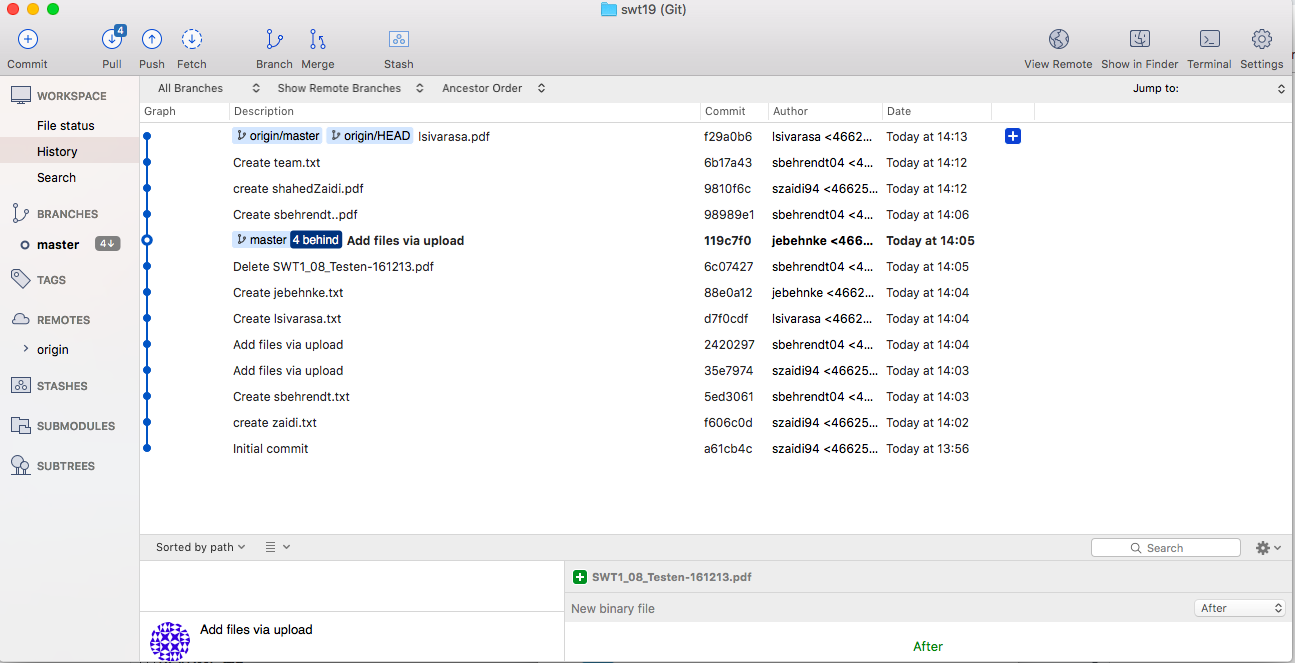 swt19 (Git)
4
Commit Pull Push Fetch Branch Merge Stash View Remote Show in Finder Terminal Settings
All Branches Show Remote Branches Ancestor Order Jump to:
WORKSPACE
File status
History
Search
BRANCHES
master 4↓
TAGS
REMOTES
origin
STASHES
SUBMODULES
SUBTREES
Graph Description Commit Author Date
origin/master origin/HEAD lsivarasa.pdf f29a0b6 lsivarasa <4662... Today at 14:13
Create team.txt 6b17a43 sbehrendt04 <4... Today at 14:12
create shahedZaidi.pdf 9810f6c szaidi94 <46625... Today at 14:12
Create sbehrendt..pdf 98989e1 sbehrendt04 <4... Today at 14:06
master 4 behind Add files via upload 119c7f0 jebehnke <466... Today at 14:05
Delete SWT1_08_Testen-161213.pdf 6c07427 sbehrendt04 <4... Today at 14:05
Create jebehnke.txt 88e0a12 jebehnke <4662... Today at 14:04
Create lsivarasa.txt d7f0cdf lsivarasa <4662... Today at 14:04
Add files via upload 2420297 sbehrendt04 <4... Today at 14:04
Add files via upload 35e7974 szaidi94 <46625... Today at 14:03
Create sbehrendt.txt 5ed3061 sbehrendt04 <4... Today at 14:03
create zaidi.txt f606c0d szaidi94 <46625... Today at 14:02
Initial commit a61cb4c szaidi94 <46625... Today at 13:56
Sorted by path Search
SWT1_08_Testen-161213.pdf
New binary file After
Add files via upload
After